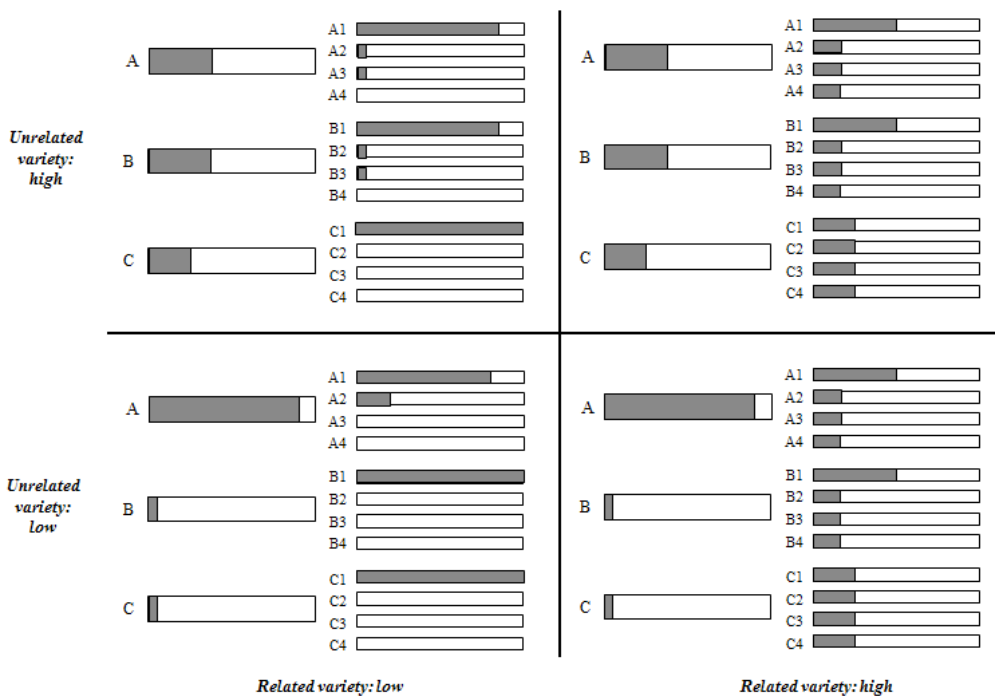 A
A1
A2
A3
A4
B
B1
B2
B3
B4
C
C1
C2
C3
C4
A
A1
A2
A3
A4
B
B1
B2
B3
B4
C
C1
C2
C3
C4
Unrelated
variety:
high
A
A1
A2
A3
A4
B
B1
B2
B3
B4
C
C1
C2
C3
C4
A
A1
A2
A3
A4
B
B1
B2
B3
B4
C
C1
C2
C3
C4
Unrelated
variety:
low
Related variety: low
Related variety: high